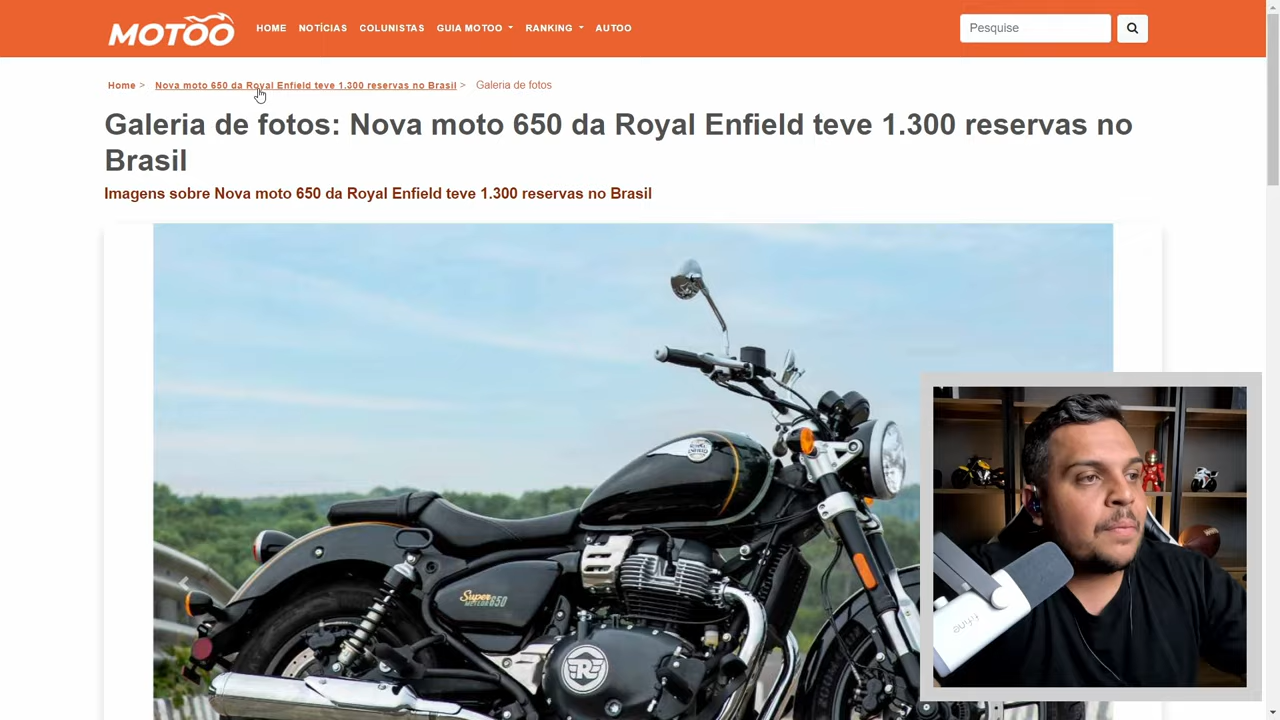 MOTOO
HOME NOTÍCIAS COLUNISTAS GUIA MOTOO RANKING AUTOO
Pesquise
Home > Nova moto 650 da Royal Enfield teve 1.300 reservas no Brasil > Galeria de fotos
Galeria de fotos: Nova moto 650 da Royal Enfield teve 1.300 reservas no
Brasil
Imagens sobre Nova moto 650 da Royal Enfield teve 1.300 reservas no Brasil
ROYAL
ENFIELD
Super
METEOR 650
R
fifine